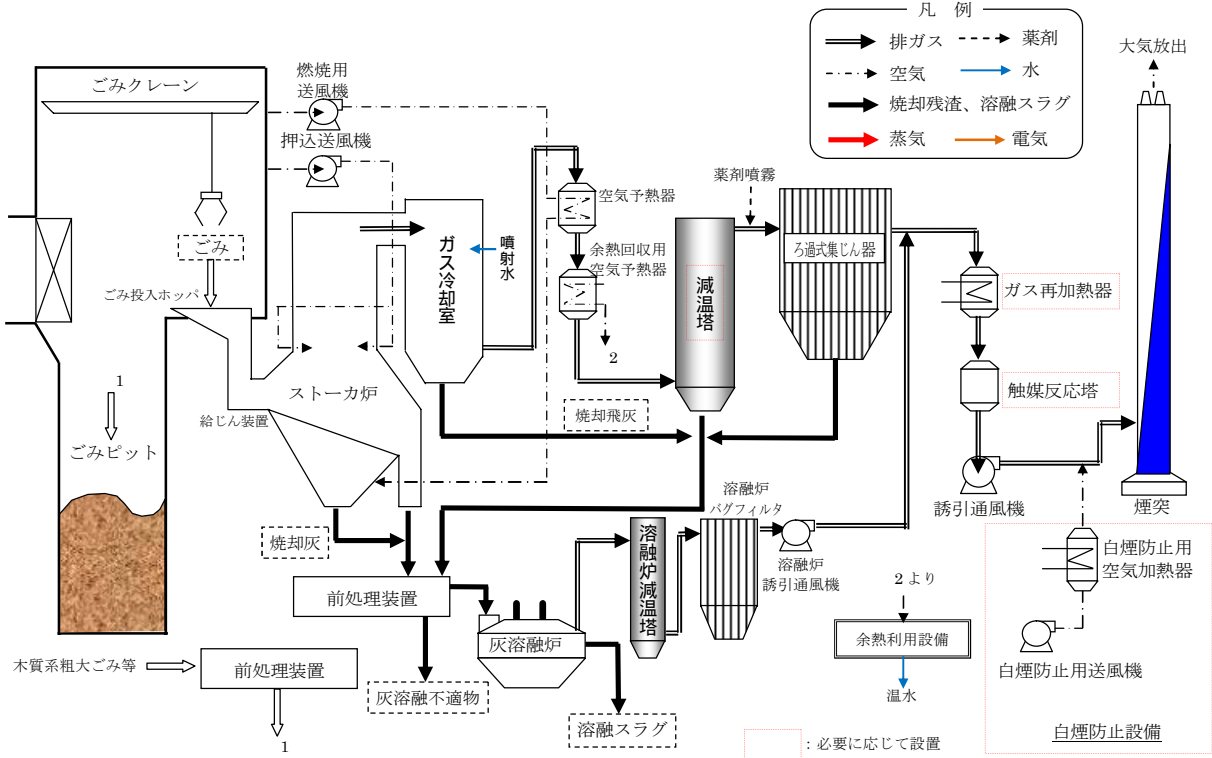 凡 例
排ガス
薬剤
空気
水
焼却残渣、溶融スラグ
蒸気
電気
大気放出
ごみクレーン
燃焼用
送風機
押込送風機
薬剤噴霧
空気予熱器
ごみ
ガス冷却室
噴射水
余熱回収用
空気予熱器
減温塔
ろ過式集じん器
ガス再加熱器
ごみ投入ホッパ
2
1
ストーカ炉
触媒反応塔
給じん装置
焼却飛灰
ごみピット
溶融炉
バグフィルタ
誘引通風機
煙突
焼却灰
溶融炉減温塔
溶融炉
誘引通風機
白煙防止用
空気加熱器
2 より
前処理装置
灰溶融炉
余熱利用設備
木質系粗大ごみ等
前処理装置
灰溶融不適物
温水
白煙防止用送風機
溶融スラグ
白煙防止設備
1
：必要に応じて設置